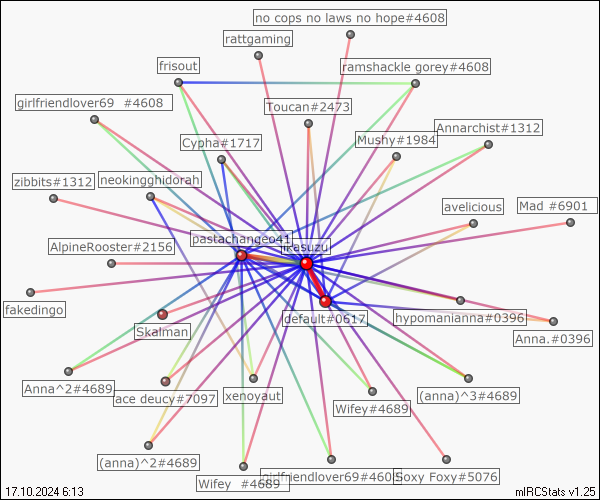 no cops no laws no hope#4608
rattgaming
frisout
ramshackle gorey#4608
girlfriendlover69 #4608
Toucan#2473
Annarchist#1312
Cypha#1717
Mushy#1984
zibbits#1312
neokingghidorah
avelicious
Mad #6901
pastachangeo41
ikasuzu
AlpineRooster#2156
fakedingo
Skalman
default#0617
hypomanianna#0396
Anna.#0396
Anna^2#4689
ace deucy#7097
xenoyaut
Wifey#4689
(anna)^3#4689
(anna)^2#4689
Wifey #4689
girlfriendlover69#4608
Soxy Foxy#5076
17.10.2024 6:13
mIRCStats v1.25